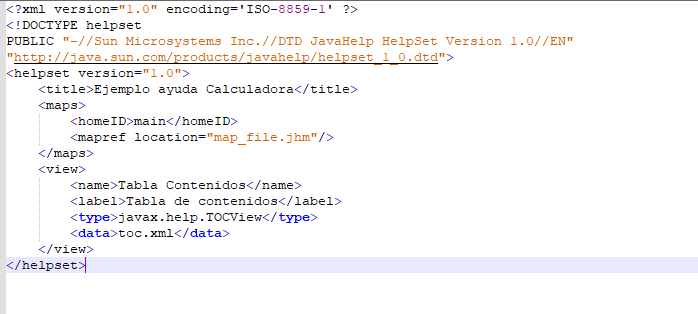 <?xml version="1.0" encoding='ISO-8859-1' ?>
<!DOCTYPE helpset
PUBLIC "-//Sun Microsystems Inc.//DTD JavaHelp HelpSet Version 1.0//EN"
"http://java.sun.com/products/javahelp/helpset_1_0.dtd">
<helpset version="1.0">
    <title>Ejemplo ayuda Calculadora</title>
    <maps>
        <homeID>main</homeID>
        <mapref location="map_file.jhm"/>
    </maps>
    <view>
        <name>Tabla Contenidos</name>
        <label>Tabla de contenidos</label>
        <type>javax.help.TOCView</type>
        <data>toc.xml</data>
    </view>
</helpset>